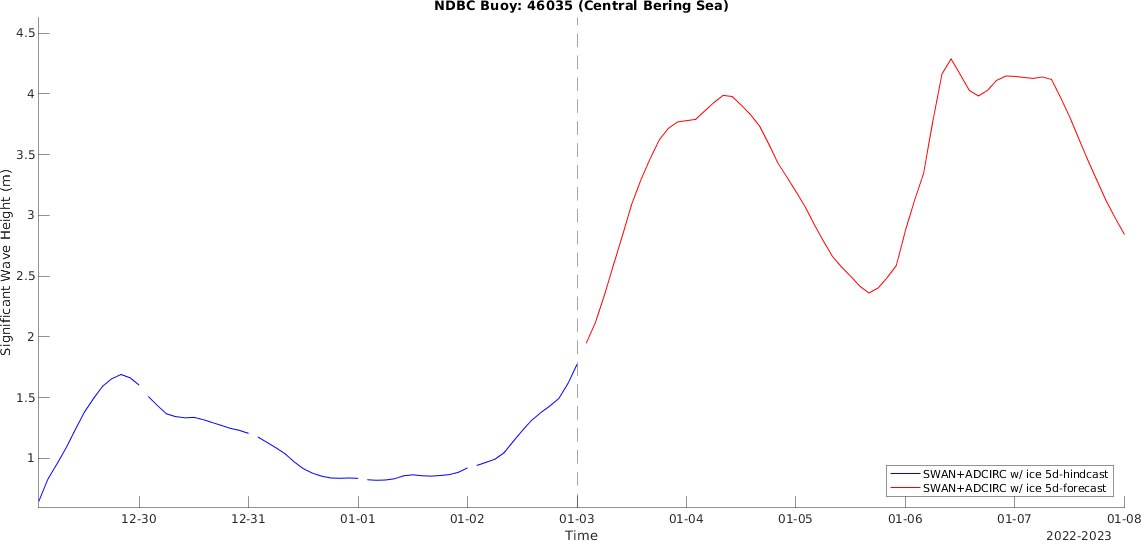 NDBC Buoy: 46035 (Central Bering Sea)
4.5
4
3.5
3
2.5
2
1.5
1
Significant Wave Height (m)
SWAN+ADCIRC w/ ice 5d-hindcast
SWAN+ADCIRC w/ ice 5d-forecast
12-30 12-31 01-01 01-02 01-03 01-04 01-05 01-06 01-07 01-08
Time
2022-2023